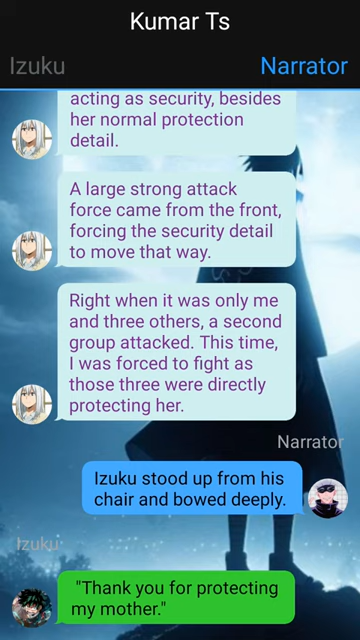 Kumar Ts
Izuku
Narrator
acting as security, besides
her normal protection
detail.
A large strong attack
force came from the front,
forcing the security detail
to move that way.
Right when it was only me
and three others, a second
group attacked. This time,
I was forced to fight as
those three were directly
protecting her.
Narrator
Izuku stood up from his
chair and bowed deeply.
Izuku
"Thank you for protecting
my mother."